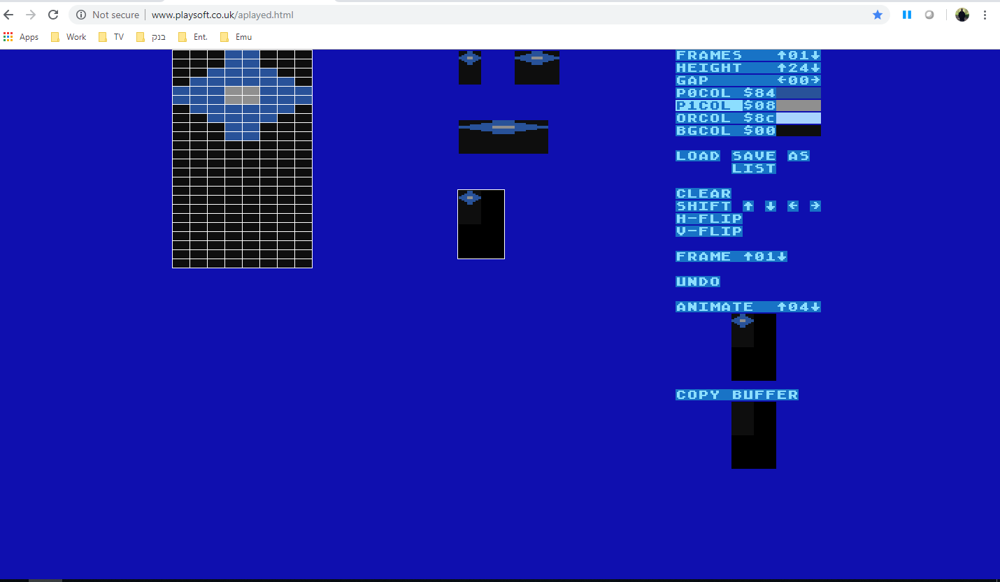 Not secure | www.playsoft.co.uk/aplayed.html
Apps Work TV בנק Ent. Emu
FRAMES ↑01↓
HEIGHT ↑24↓
GAP ←00→
P0COL $84
P1COL $08
ORCOL $8c
BGCOL $00
LOAD SAVE AS
LIST
CLEAR
SHIFT ↑ ↓ ← →
H-FLIP
V-FLIP
FRAME ↑01↓
UNDO
ANIMATE ↑04↓
COPY BUFFER